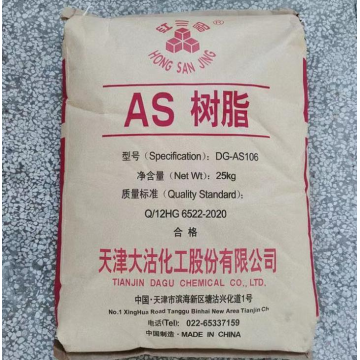 红三晶
HONG SAN JING
AS 树脂
型号 (Specification): DG-AS106
净含量 (Net Wt): 25kg
质量标准 (Quality Standard):
Q/12HG 6522-2020
合格
天津大沽化工股份有限公司
TIANJIN DAGU CHEMICAL CO., LTD.
中国·天津市滨海新区塘沽兴化道1号
No.1 XingHua Road Tanggu Binhai New Area Tianjin Ch
电话(Tel): 022-65337159
中国制造·MADE IN CHINA